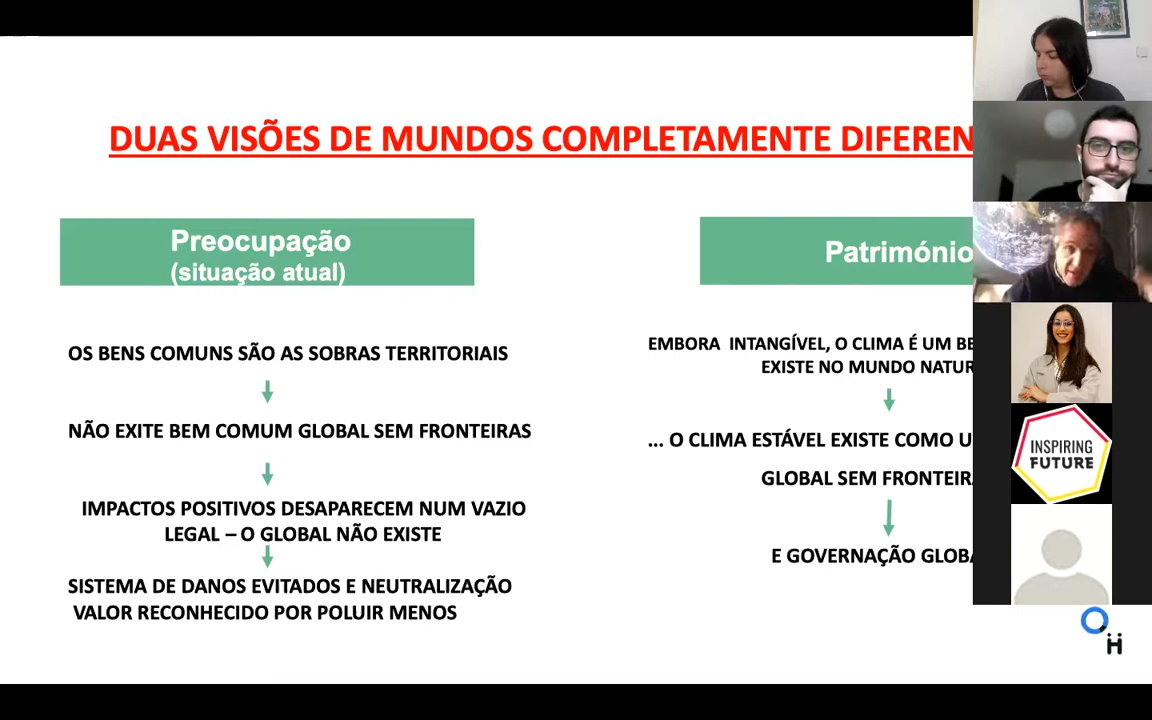 DUAS VISÕES DE MUNDOS COMPLETAMENTE DIFEREN
Preocupação
(situação atual)
OS BENS COMUNS SÃO AS SOBRAS TERRITORIAIS
NÃO EXITE BEM COMUM GLOBAL SEM FRONTEIRAS
IMPACTOS POSITIVOS DESAPARECEM NUM VAZIO
LEGAL – O GLOBAL NÃO EXISTE
SISTEMA DE DANOS EVITADOS E NEUTRALIZAÇÃO
VALOR RECONHECIDO POR POLUIR MENOS
Património
EMBORA INTANGÍVEL, O CLIMA É UM BE
EXISTE NO MUNDO NATUR
... O CLIMA ESTÁVEL EXISTE COMO U
GLOBAL SEM FRONTEIRA
E GOVERNAÇÃO GLOBA
INSPIRING
FUTURE
H